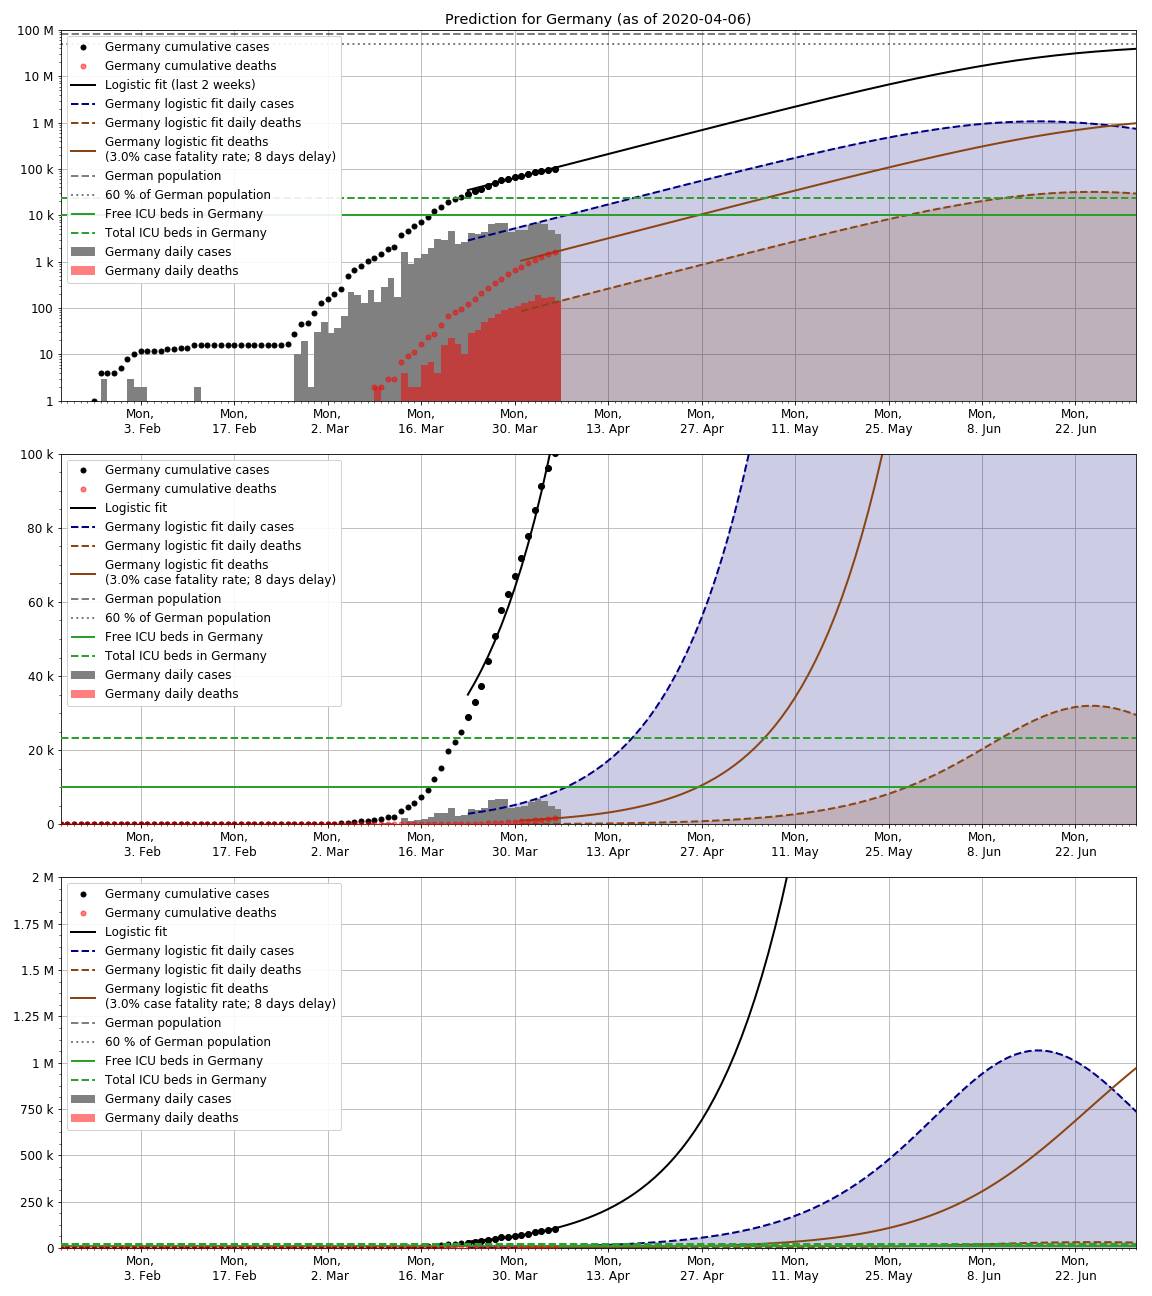 Prediction for Germany (as of 2020-04-06)
100 M
10 M
1 M
100 k
10 k
1 k
100
10
1
Germany cumulative cases
Germany cumulative deaths
Logistic fit (last 2 weeks)
Germany logistic fit daily cases
Germany logistic fit daily deaths
Germany logistic fit deaths
(3.0% case fatality rate; 8 days delay)
German population
60 % of German population
Free ICU beds in Germany
Total ICU beds in Germany
Germany daily cases
Germany daily deaths
Mon, Mon, Mon, Mon, Mon, Mon, Mon, Mon, Mon, Mon, Mon,
3. Feb 17. Feb 2. Mar 16. Mar 30. Mar 13. Apr 27. Apr 11. May 25. May 8. Jun 22. Jun
100 k
80 k
60 k
40 k
20 k
0
Germany cumulative cases
Germany cumulative deaths
Logistic fit
Germany logistic fit daily cases
Germany logistic fit daily deaths
Germany logistic fit deaths
(3.0% case fatality rate; 8 days delay)
German population
60 % of German population
Free ICU beds in Germany
Total ICU beds in Germany
Germany daily cases
Germany daily deaths
Mon, Mon, Mon, Mon, Mon, Mon, Mon, Mon, Mon, Mon, Mon,
3. Feb 17. Feb 2. Mar 16. Mar 30. Mar 13. Apr 27. Apr 11. May 25. May 8. Jun 22. Jun
2 M
1.75 M
1.5 M
1.25 M
1 M
750 k
500 k
250 k
0
Germany cumulative cases
Germany cumulative deaths
Logistic fit
Germany logistic fit daily cases
Germany logistic fit daily deaths
Germany logistic fit deaths
(3.0% case fatality rate; 8 days delay)
German population
60 % of German population
Free ICU beds in Germany
Total ICU beds in Germany
Germany daily cases
Germany daily deaths
Mon, Mon, Mon, Mon, Mon, Mon, Mon, Mon, Mon, Mon, Mon,
3. Feb 17. Feb 2. Mar 16. Mar 30. Mar 13. Apr 27. Apr 11. May 25. May 8. Jun 22. Jun